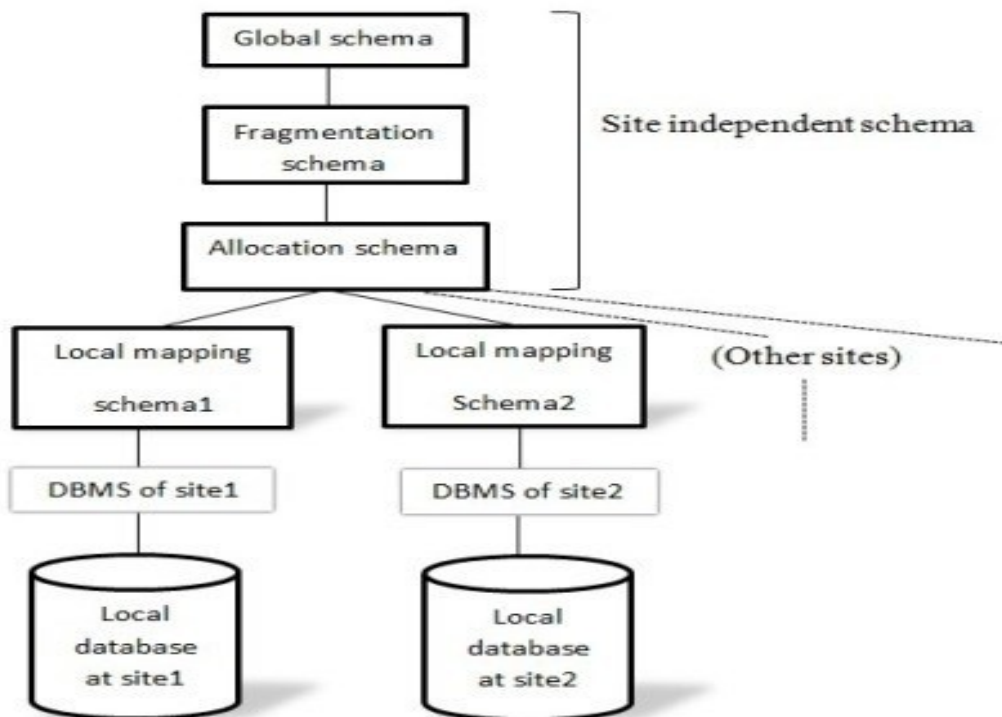 Global schema
Fragmentation
schema
Site independent schema
Allocation schema
Local mapping
schema1
Local mapping
Schema2
(Other sites)
DBMS of site1
DBMS of site2
Local
database
at site1
Local
database
at site2